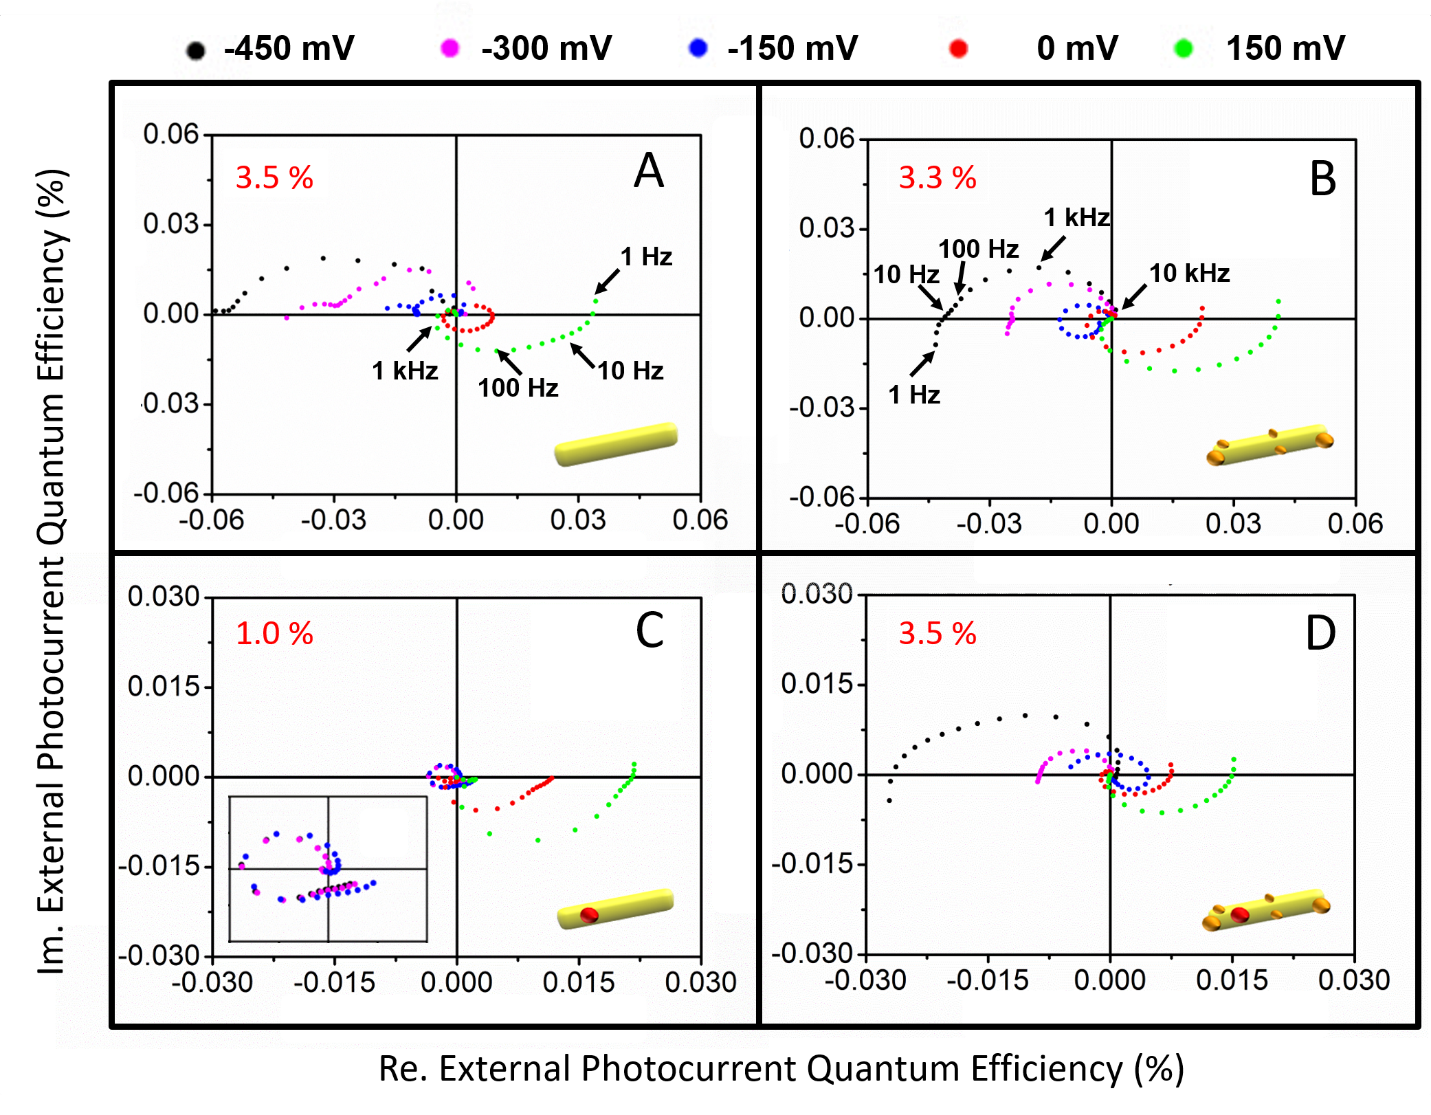 -450 mV -300 mV -150 mV 0 mV 150 mV
Im. External Photocurrent Quantum Efficiency (%)
0.06
0.03
0.00
-0.03
-0.06
-0.06 -0.03 0.00 0.03 0.06
3.5 %
A
1 Hz
1 kHz
100 Hz
10 Hz
0.06
0.03
0.00
-0.03
-0.06
-0.06 -0.03 0.00 0.03 0.06
3.3 %
B
1 kHz
100 Hz
10 Hz
10 kHz
1 Hz
0.030
0.015
0.000
-0.015
-0.030
-0.030 -0.015 0.000 0.015 0.030
1.0 %
C
0.030
0.015
0.000
-0.015
-0.030
-0.030 -0.015 0.000 0.015 0.030
3.5 %
D
Re. External Photocurrent Quantum Efficiency (%)